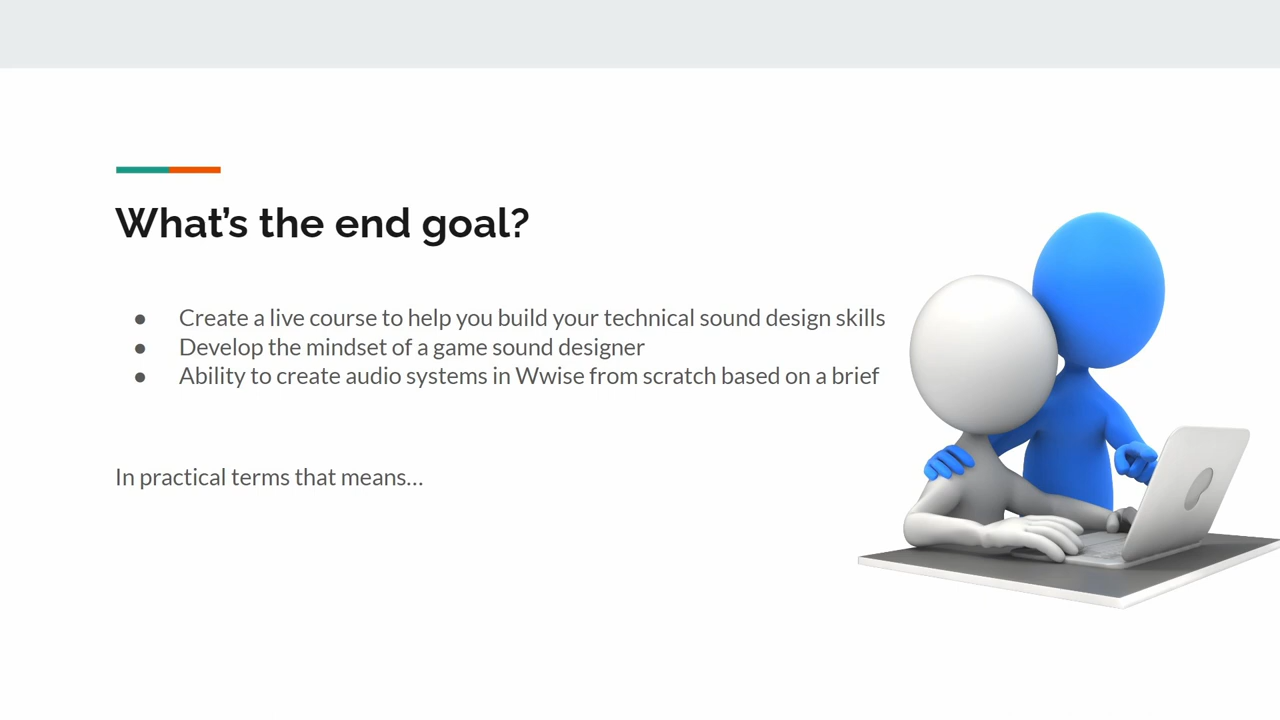 What’s the end goal?
● Create a live course to help you build your technical sound design skills
● Develop the mindset of a game sound designer
● Ability to create audio systems in Wwise from scratch based on a brief
In practical terms that means…